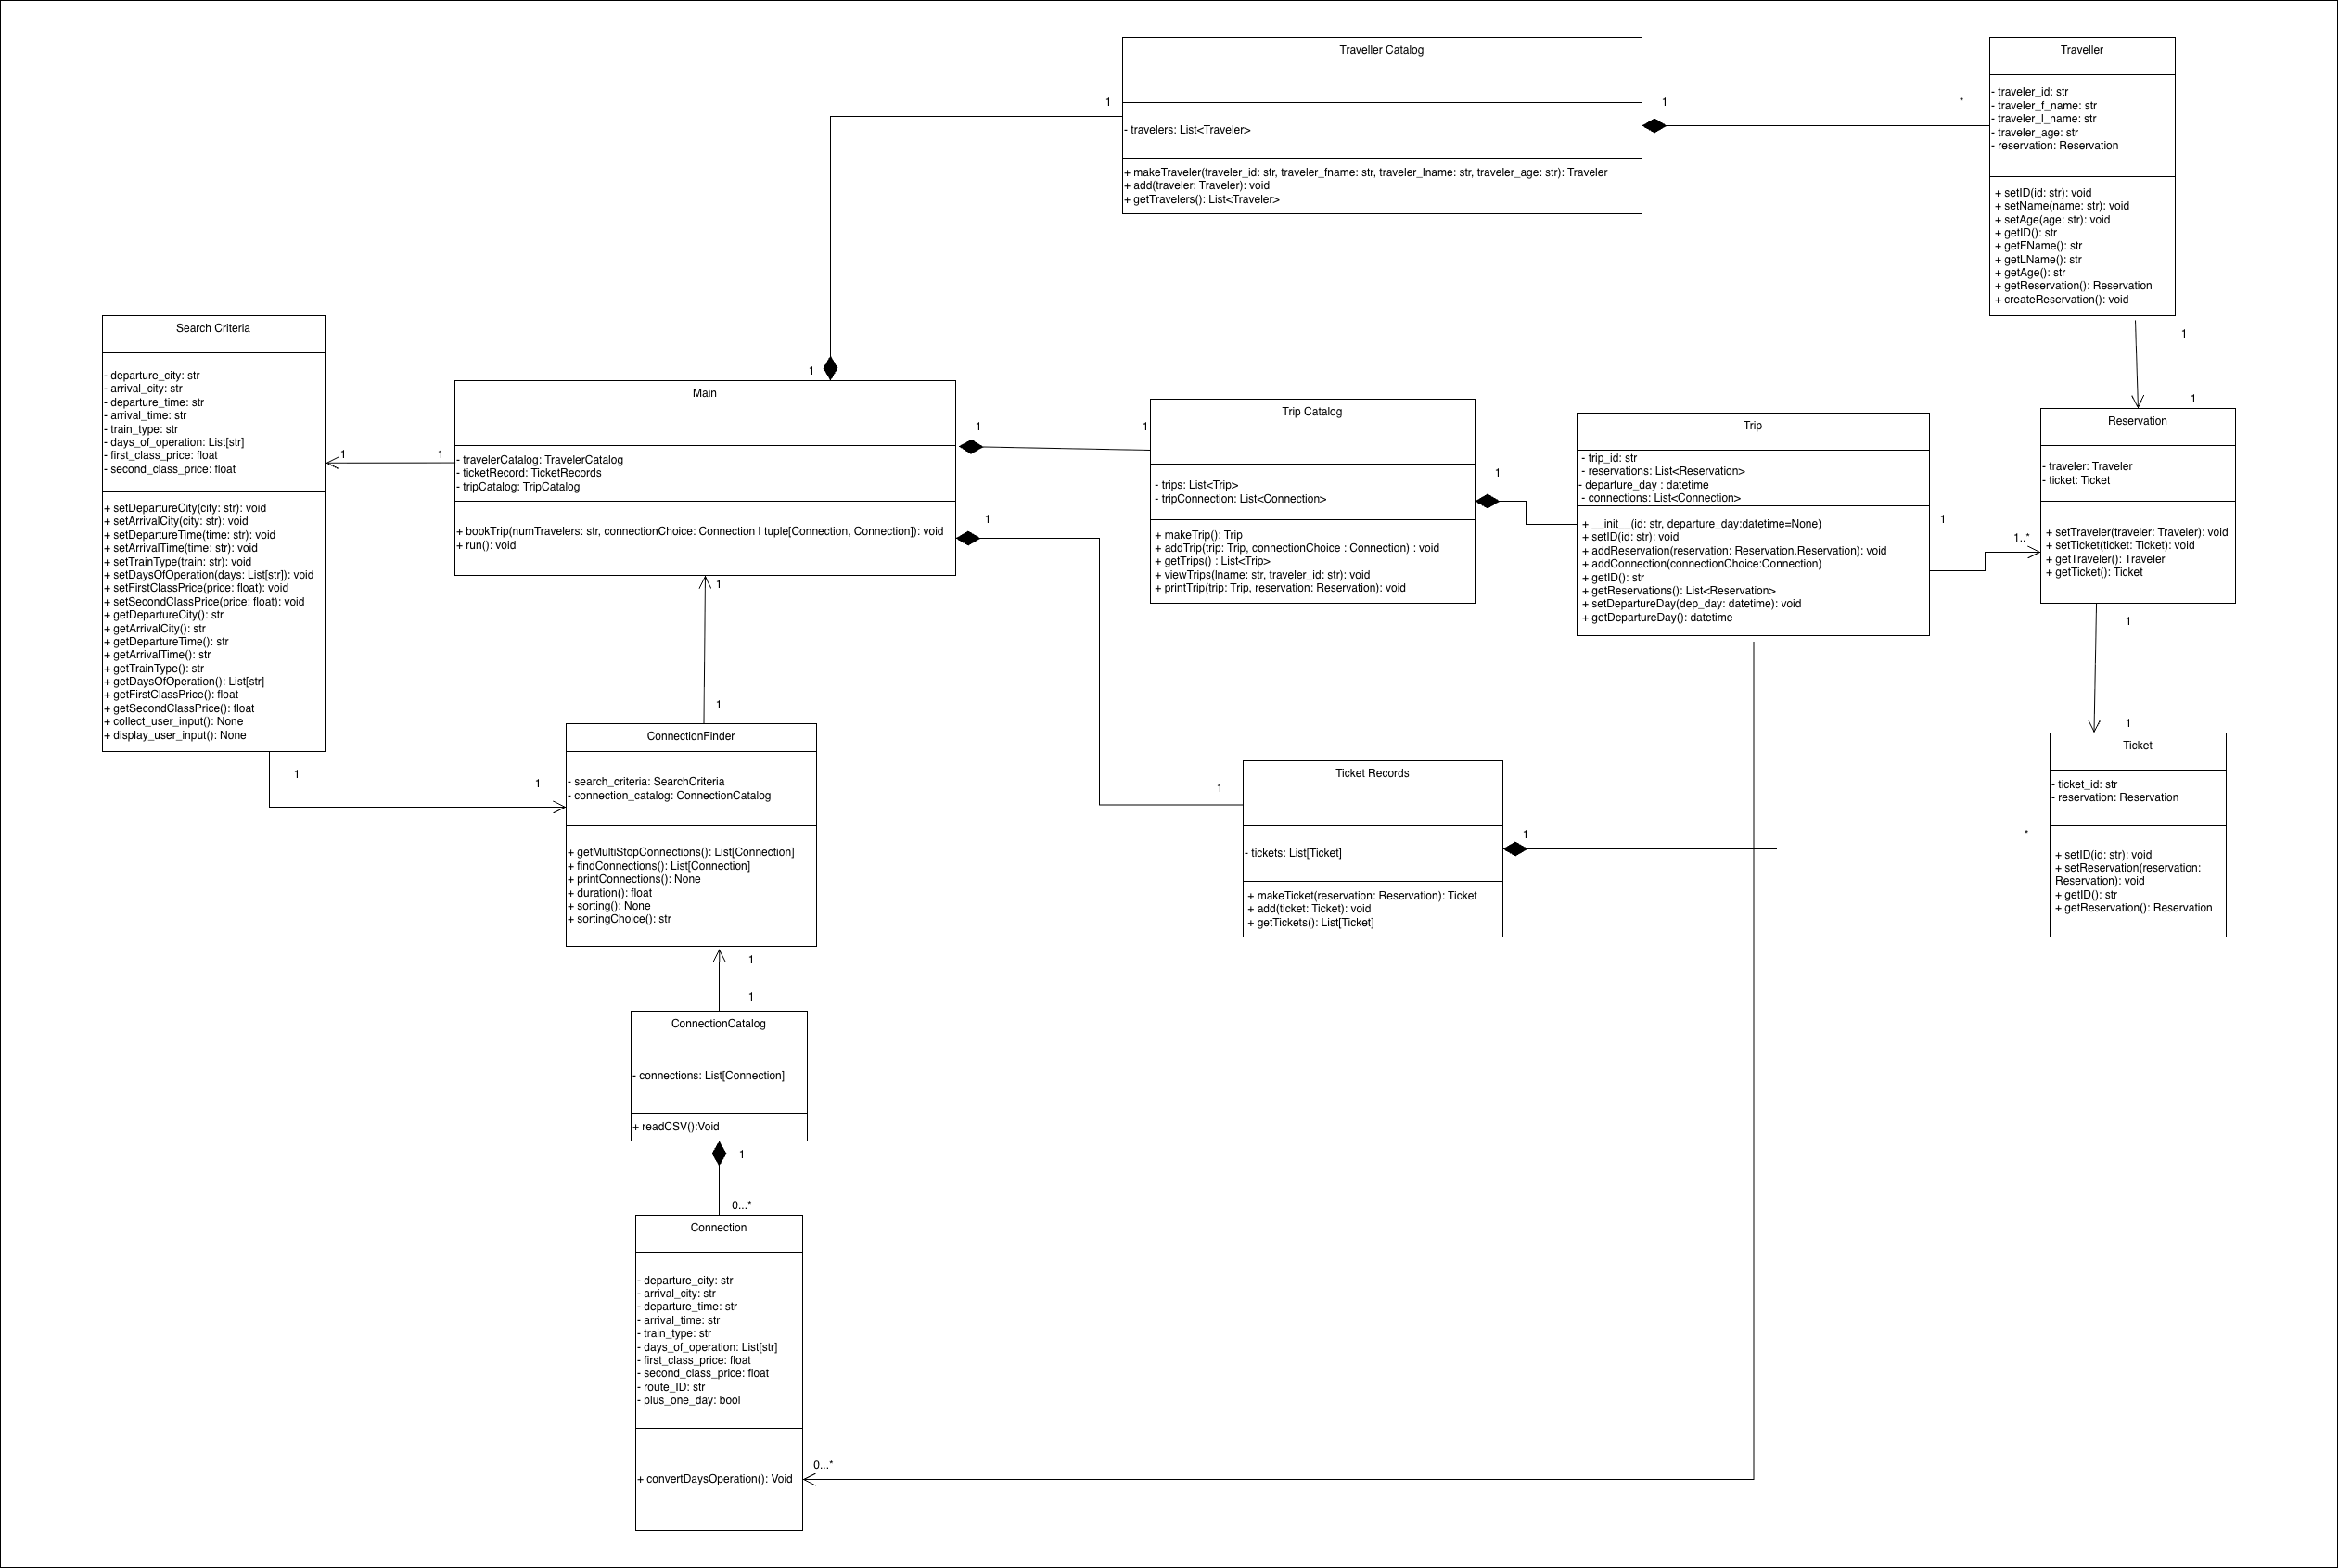 Traveller Catalog
- travelers: List<Traveler>
+ makeTraveler(traveler_id: str, traveler_fname: str, traveler_lname: str, traveler_age: str): Traveler
+ add(traveler: Traveler): void
+ getTravelers(): List<Traveler>
1
1
*
Traveller
- traveler_id: str
- traveler_f_name: str
- traveler_l_name: str
- traveler_age: str
- reservation: Reservation
+ setID(id: str): void
+ setName(name: str): void
+ setAge(age: str): void
+ getID(): str
+ getFName(): str
+ getLName(): str
+ getAge(): str
+ getReservation(): Reservation
+ createReservation(): void
1
1
Search Criteria
- departure_city: str
- arrival_city: str
- departure_time: str
- arrival_time: str
- train_type: str
- days_of_operation: List[str]
- first_class_price: float
- second_class_price: float
+ setDepartureCity(city: str): void
+ setArrivalCity(city: str): void
+ setDepartureTime(time: str): void
+ setArrivalTime(time: str): void
+ setTrainType(train: str): void
+ setDaysOfOperation(days: List[str]): void
+ setFirstClassPrice(price: float): void
+ setSecondClassPrice(price: float): void
+ getDepartureCity(): str
+ getArrivalCity(): str
+ getDepartureTime(): str
+ getArrivalTime(): str
+ getTrainType(): str
+ getDaysOfOperation(): List[str]
+ getFirstClassPrice(): float
+ getSecondClassPrice(): float
+ collect_user_input(): None
+ display_user_input(): None
1
1
1
Main
- travelerCatalog: TravelerCatalog
- ticketRecord: TicketRecords
- tripCatalog: TripCatalog
+ bookTrip(numTravelers: str, connectionChoice: Connection | tuple[Connection, Connection]): void
+ run(): void
1
1
1
Trip Catalog
- trips: List<Trip>
- tripConnection: List<Connection>
+ makeTrip(): Trip
+ addTrip(trip: Trip, connectionChoice : Connection) : void
+ getTrips() : List<Trip>
+ viewTrips(lname: str, traveler_id: str): void
+ printTrip(trip: Trip, reservation: Reservation): void
1
Trip
- trip_id: str
- reservations: List<Reservation>
- departure_day : datetime
- connections: List<Connection>
+ __init__(id: str, departure_day:datetime=None)
+ setID(id: str): void
+ addReservation(reservation: Reservation.Reservation): void
+ addConnection(connectionChoice:Connection)
+ getID(): str
+ getReservations(): List<Reservation>
+ setDepartureDay(dep_day: datetime): void
+ getDepartureDay(): datetime
1
1..*
Reservation
- traveler: Traveler
- ticket: Ticket
+ setTraveler(traveler: Traveler): void
+ setTicket(ticket: Ticket): void
+ getTraveler(): Traveler
+ getTicket(): Ticket
1
1
1
1
1
1
ConnectionFinder
- search_criteria: SearchCriteria
- connection_catalog: ConnectionCatalog
+ getMultiStopConnections(): List[Connection]
+ findConnections(): List[Connection]
+ printConnections(): None
+ duration(): float
+ sorting(): None
+ sortingChoice(): str
1
Ticket Records
- tickets: List[Ticket]
+ makeTicket(reservation: Reservation): Ticket
+ add(ticket: Ticket): void
+ getTickets(): List[Ticket]
1
*
Ticket
- ticket_id: str
- reservation: Reservation
+ setID(id: str): void
+ setReservation(reservation:
Reservation): void
+ getID(): str
+ getReservation(): Reservation
1
1
ConnectionCatalog
- connections: List[Connection]
+ readCSV():Void
1
0...*
Connection
- departure_city: str
- arrival_city: str
- departure_time: str
- arrival_time: str
- train_type: str
- days_of_operation: List[str]
- first_class_price: float
- second_class_price: float
- route_ID: str
- plus_one_day: bool
+ convertDaysOperation(): Void
0...*